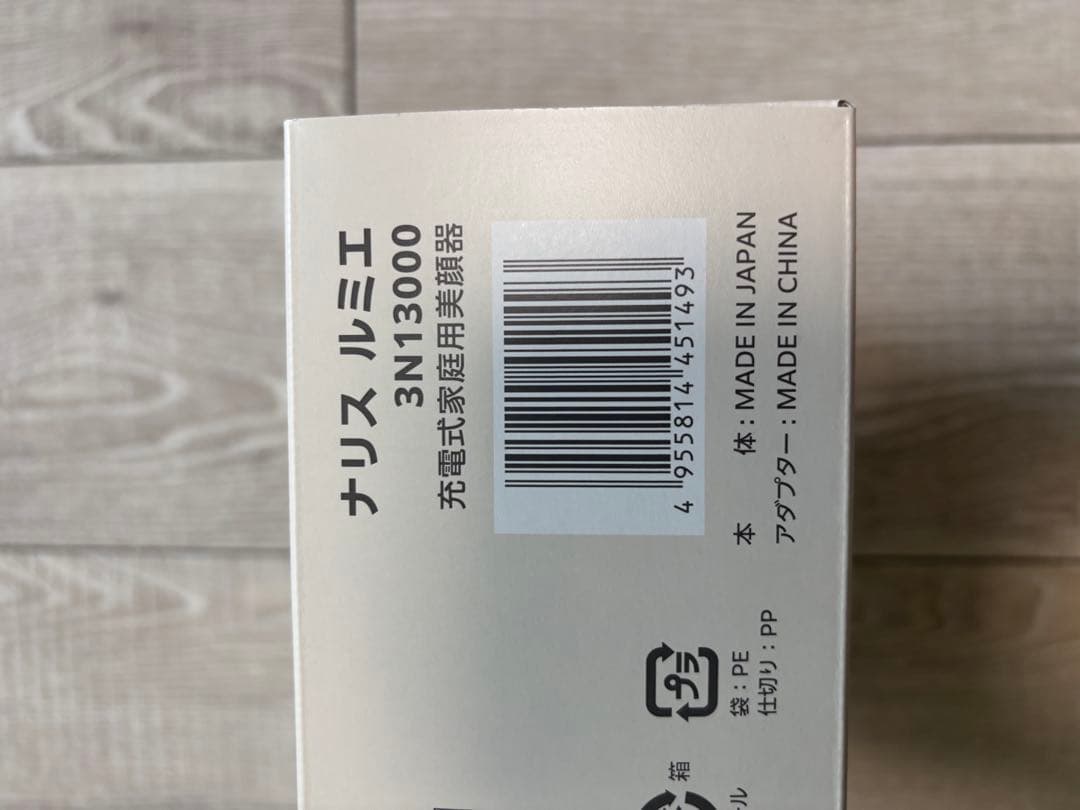 ナリス ルミエ
3N13000
充電式家庭用美顔器
4 955814 451493
本　体：MADE IN JAPAN
アダプター：MADE IN CHINA
プラ
袋：PE
仕切り：PP
箱